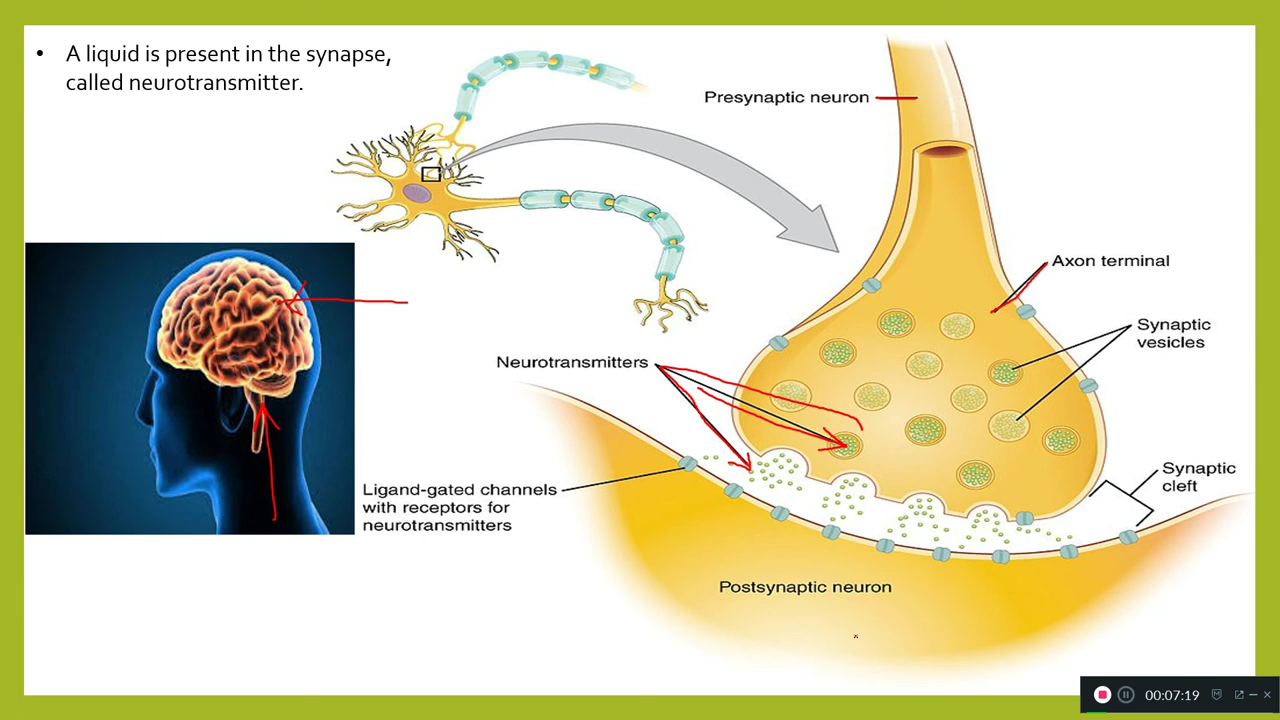 • A liquid is present in the synapse,
called neurotransmitter.
Presynaptic neuron
Axon terminal
Synaptic
vesicles
Neurotransmitters
Synaptic
cleft
Ligand-gated channels
with receptors for
neurotransmitters
Postsynaptic neuron
00:07:19